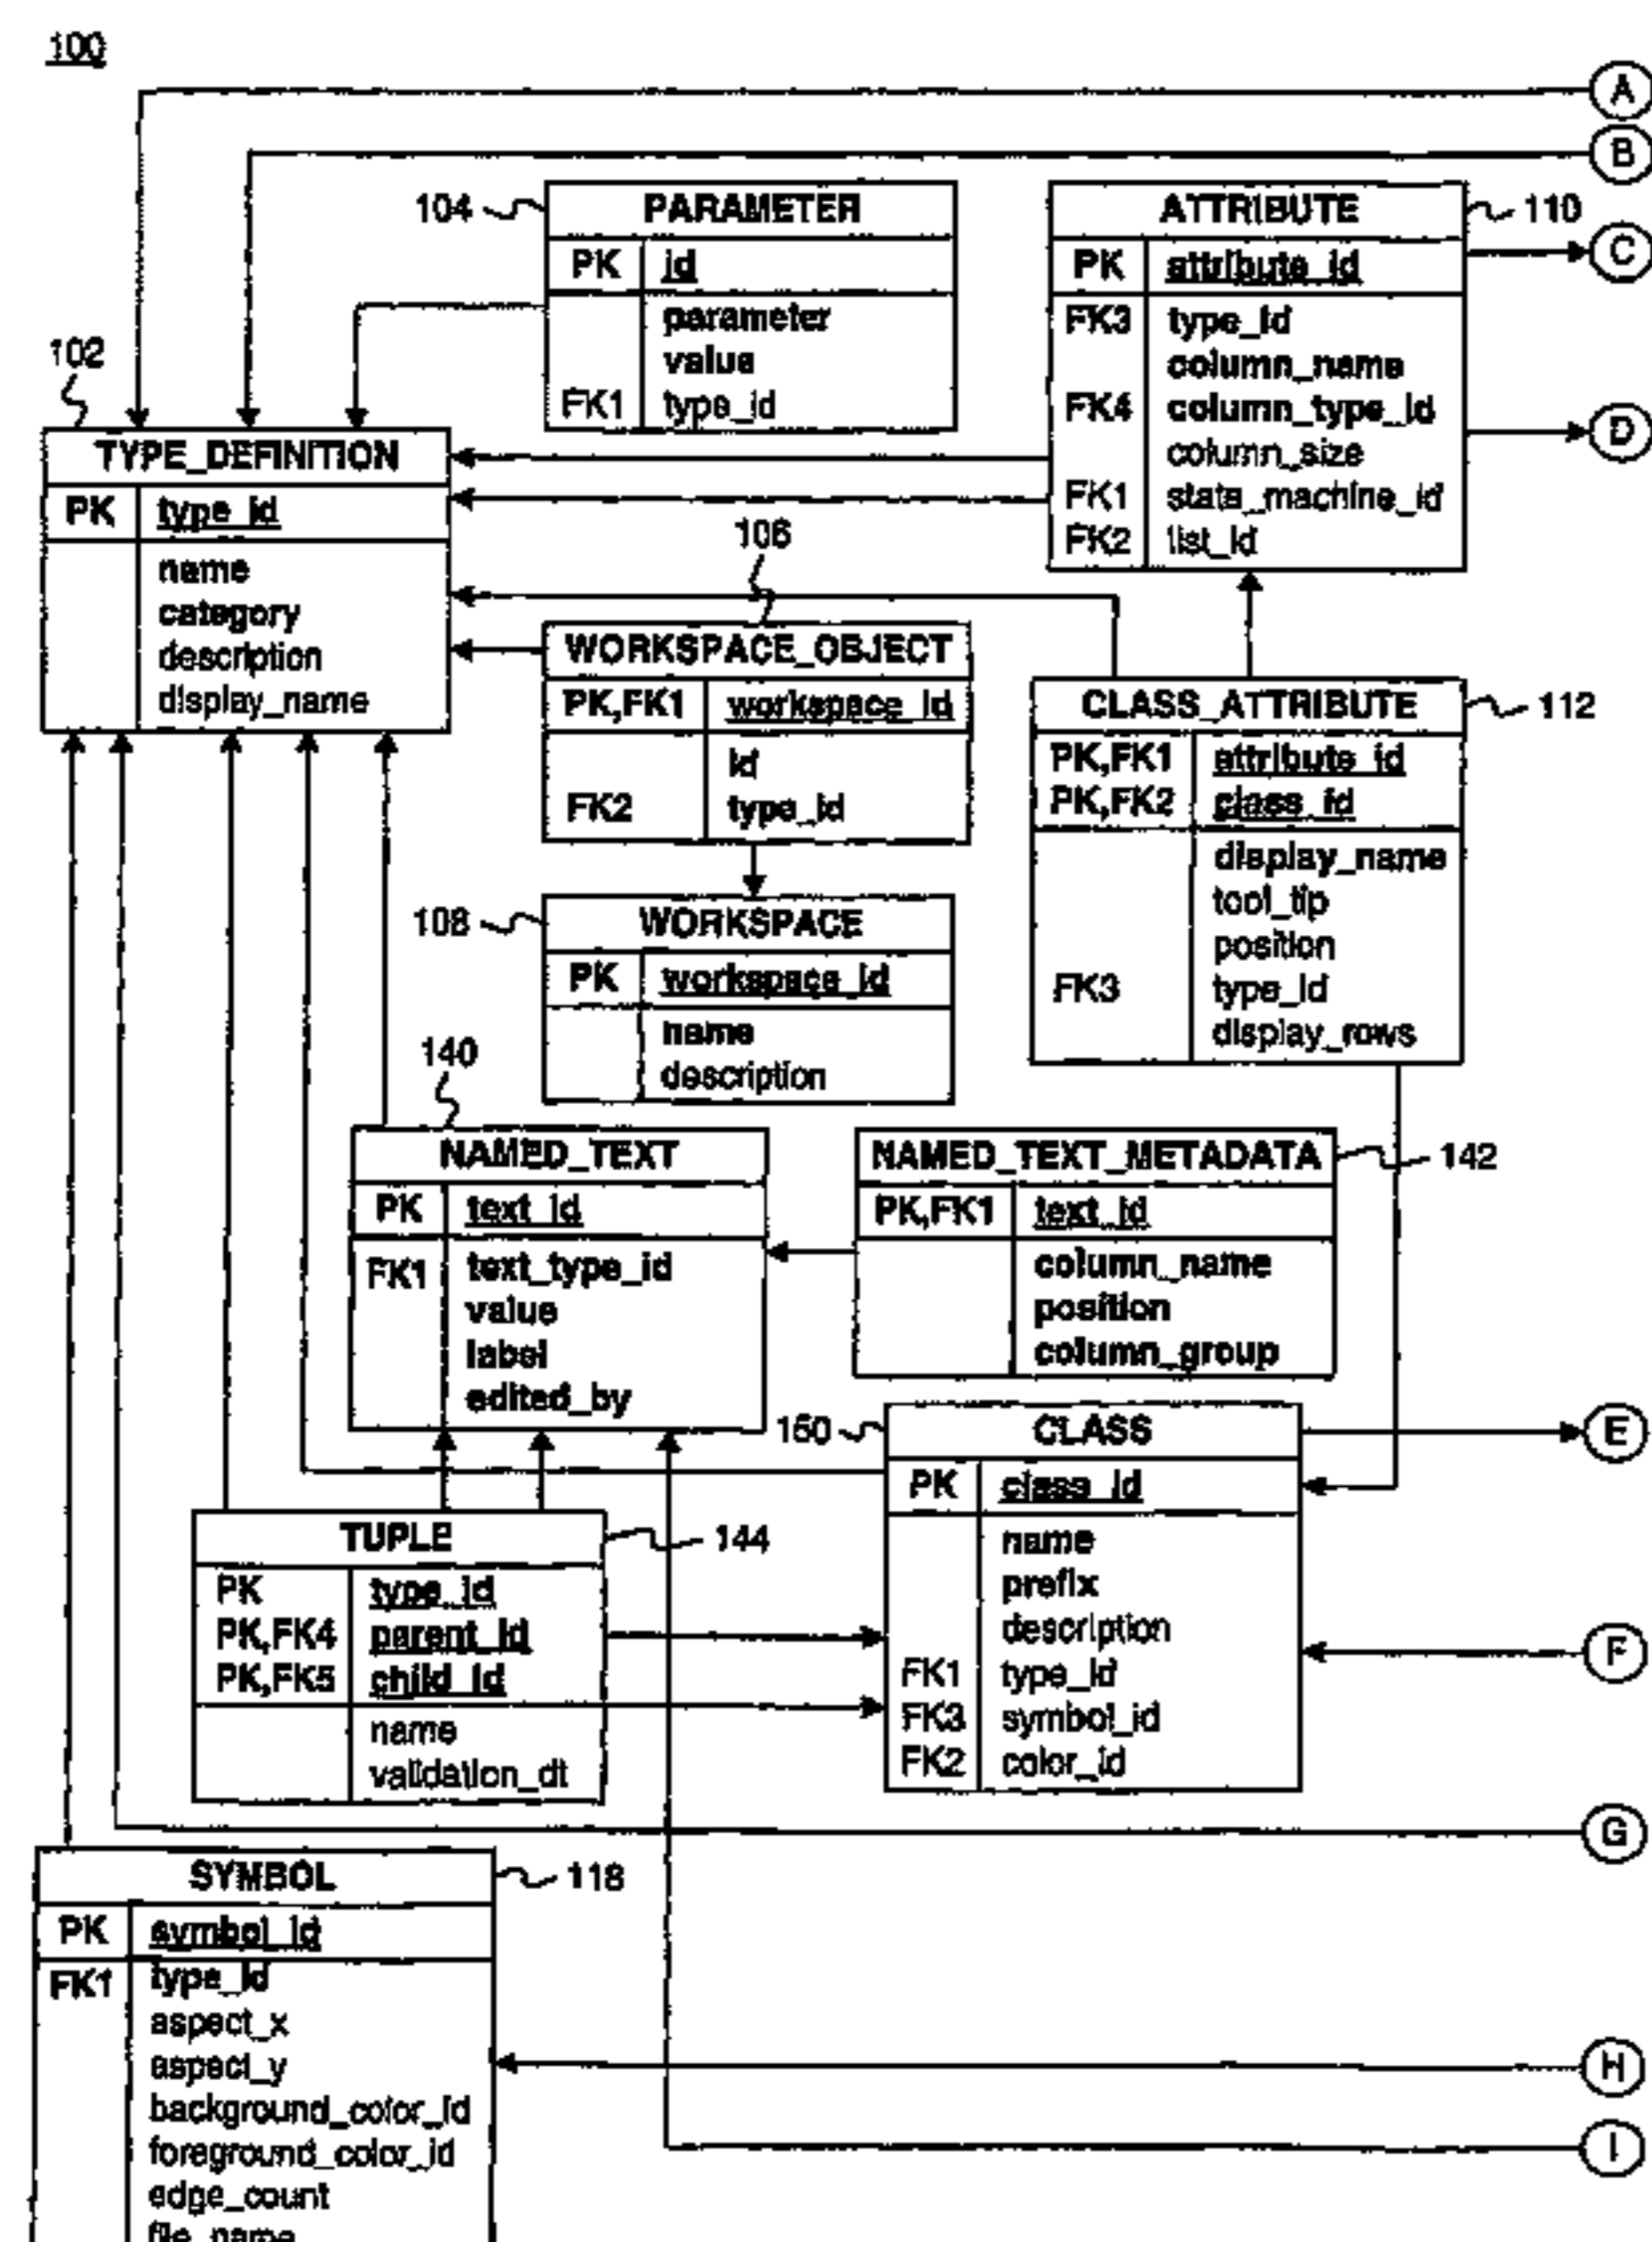 100
A
B
104
PARAMETER
PK id
parameter
value
FK1 type_id
ATTRIBUTE
110
PK attribute_id
FK3 type_id
column_name
FK4 column_type_id
column_size
FK1 state_machine_id
FK2 list_id
C
D
102
TYPE_DEFINITION
PK type_id
name
category
description
display_name
106
WORKSPACE_OBJECT
PK,FK1 workspace_id
id
FK2 type_id
CLASS_ATTRIBUTE
112
PK,FK1 attribute_id
PK,FK2 class_id
display_name
tool_tip
position
FK3 type_id
display_rows
108
WORKSPACE
PK workspace_id
name
description
140
NAMED_TEXT
PK text_id
FK1 text_type_id
value
label
edited_by
NAMED_TEXT_METADATA
142
PK,FK1 text_id
column_name
position
column_group
150
CLASS
PK class_id
name
prefix
description
FK1 type_id
FK3 symbol_id
FK2 color_id
E
F
TUPLE
144
PK type_id
PK,FK4 parent_id
PK,FK5 child_id
name
validation_dt
G
SYMBOL
118
PK symbol_id
FK1 type_id
aspect_x
aspect_y
background_color_id
foreground_color_id
edge_count
file_name
H
I